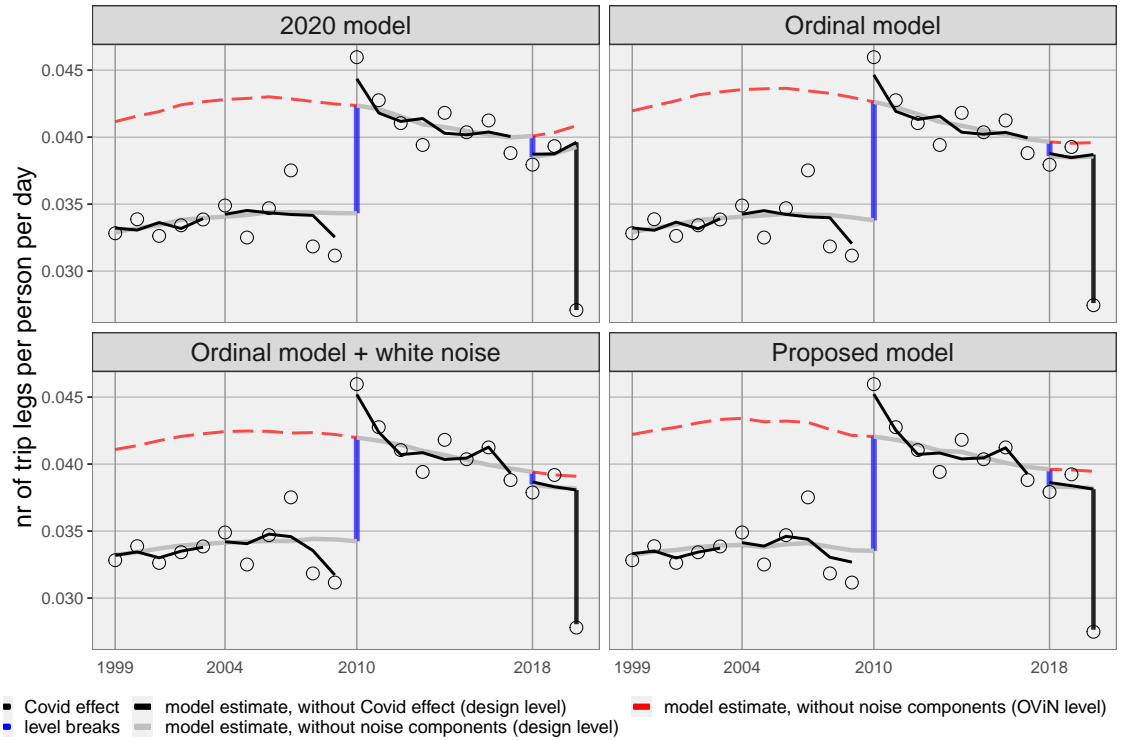 2020 model
Ordinal model
nr of trip legs per person per day
0.045
0.040
0.035
0.030
Ordinal model + white noise
Proposed model
0.045
0.040
0.035
0.030
1999 2004 2010 2018
1999 2004 2010 2018
Covid effect model estimate, without Covid effect (design level) model estimate, without noise components (OViN level)
level breaks model estimate, without noise components (design level)